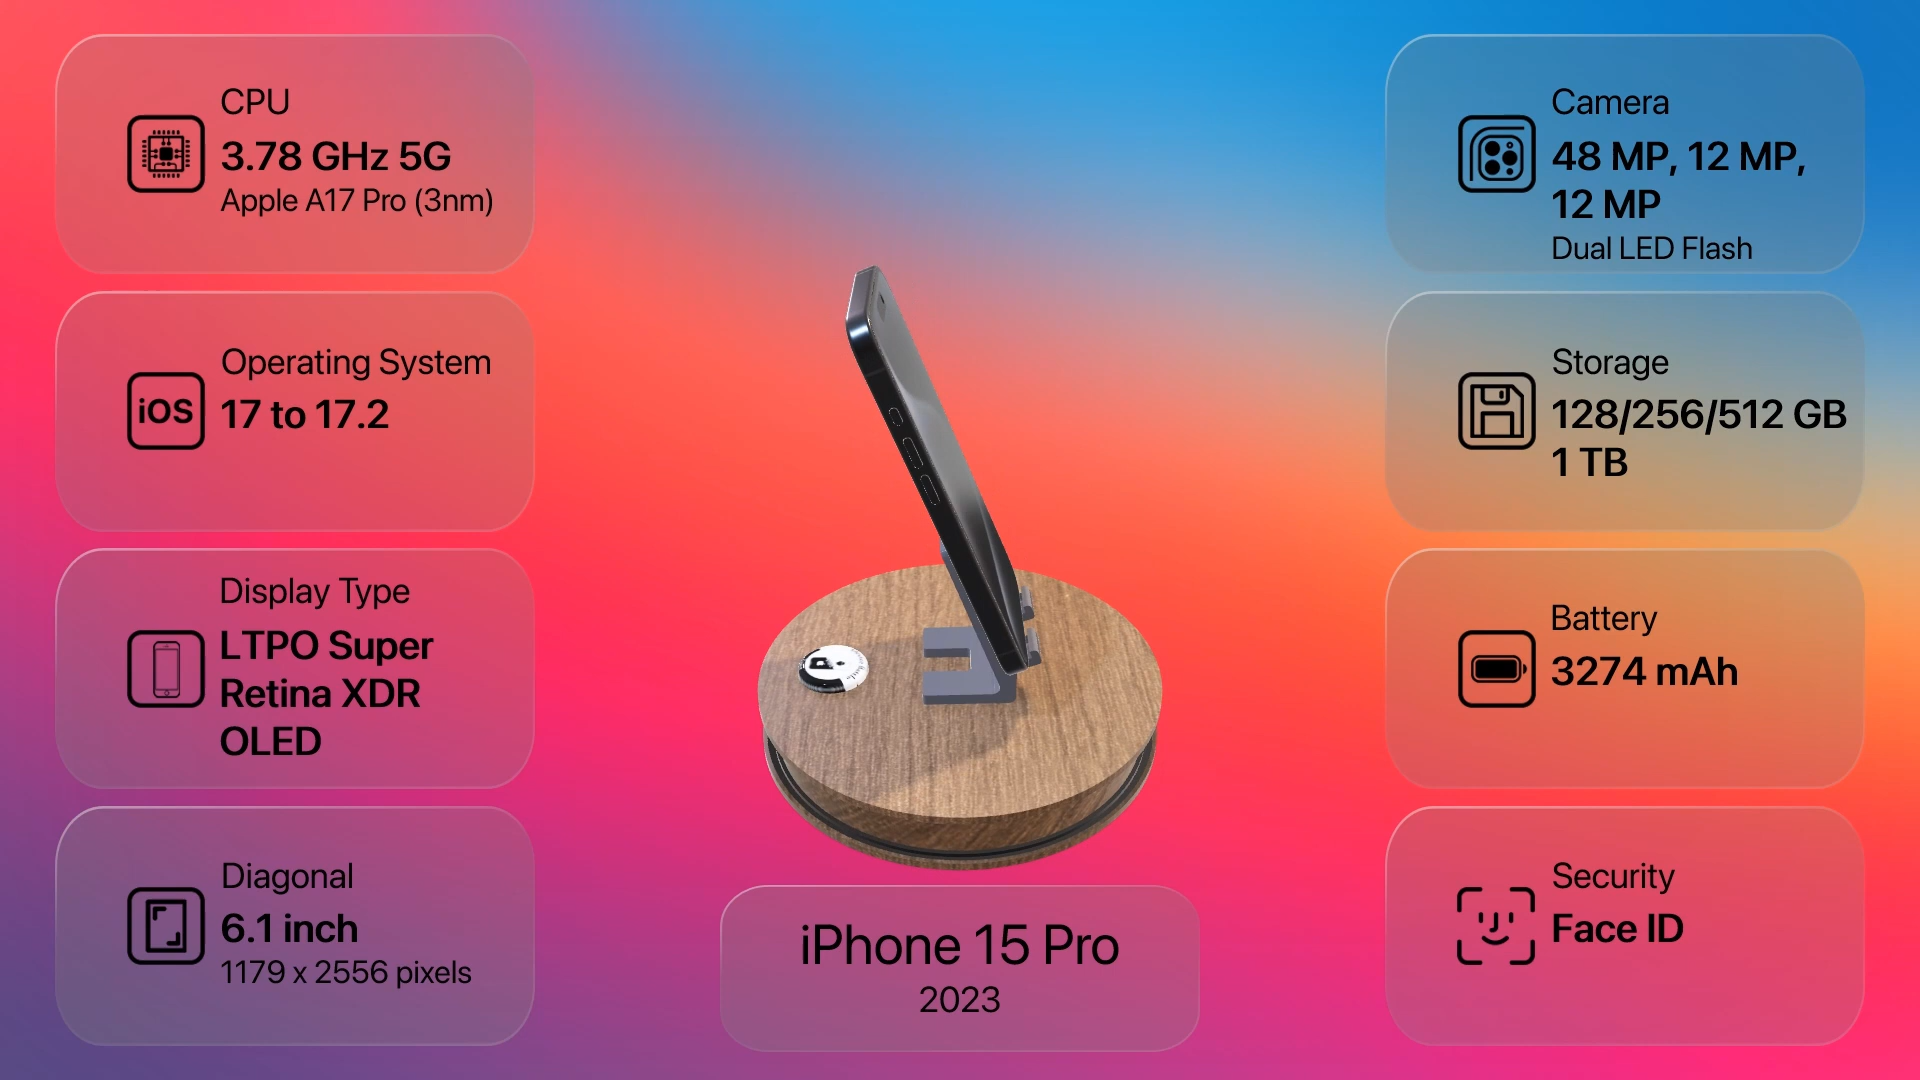 CPU
3.78 GHz 5G
Apple A17 Pro (3nm)
iOS
Operating System
17 to 17.2
Display Type
LTPO Super
Retina XDR
OLED
Diagonal
6.1 inch
1179 x 2556 pixels
iPhone 15 Pro
2023
Camera
48 MP, 12 MP,
12 MP
Dual LED Flash
Storage
128/256/512 GB
1 TB
Battery
3274 mAh
Security
Face ID